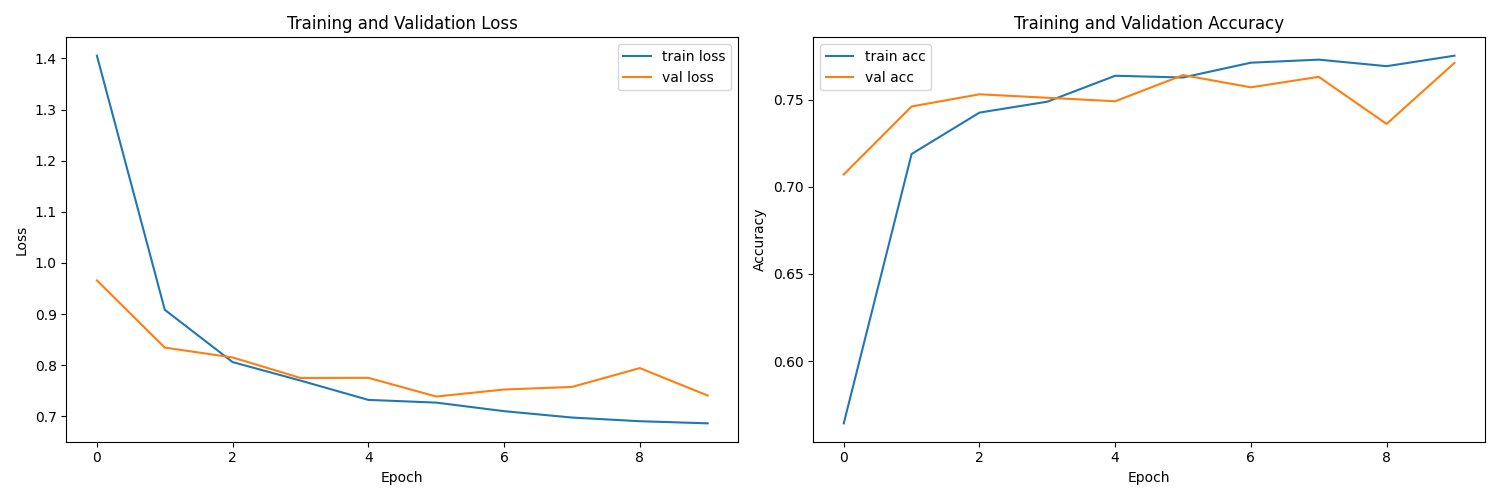 Training and Validation Loss
1.4
1.3
1.2
1.1
1.0
0.9
0.8
0.7
Loss
train loss
val loss
0 2 4 6 8
Epoch
Training and Validation Accuracy
0.75
0.70
0.65
0.60
Accuracy
train acc
val acc
0 2 4 6 8
Epoch